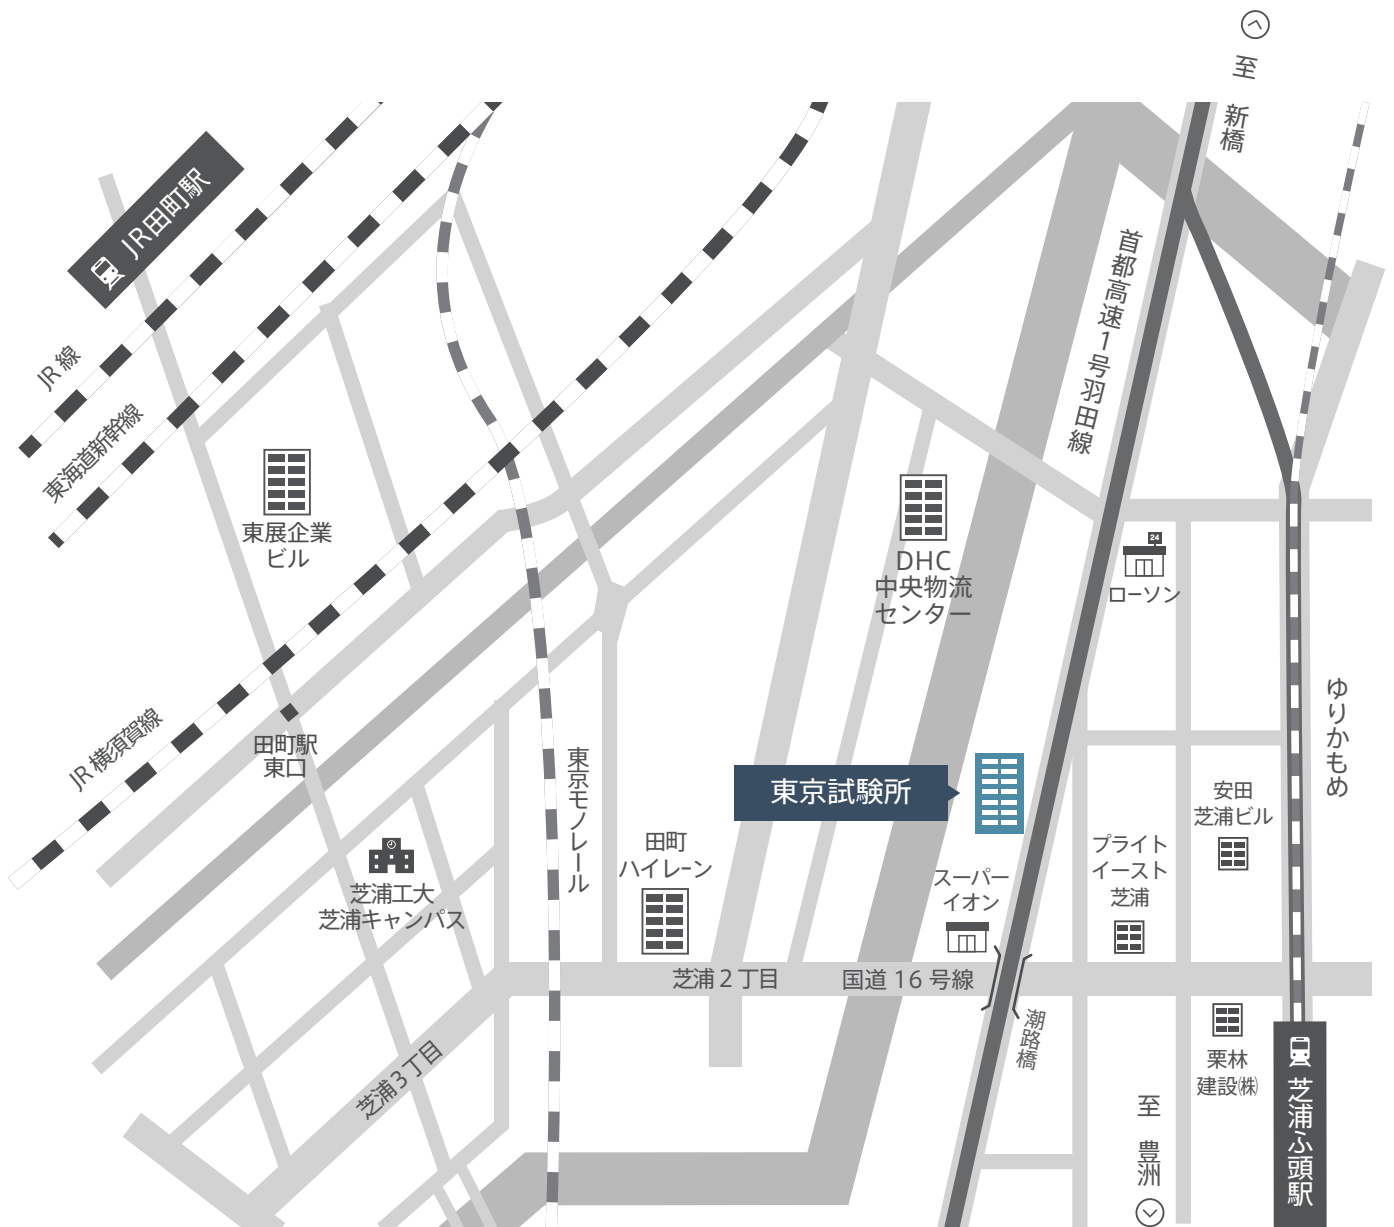 至 新橋
JR田町駅
首都高速1号羽田線
JR 線
東海道新幹線
東展企業
ビル
DHC
中央物流
センター
24
ローソン
ゆりかもめ
JR 横須賀線
田町駅
東口
東京モノレール
東京試験所
安田
芝浦ビル
田町
ハイレーン
プライト
イースト
芝浦
スーパー
イオン
芝浦工大
芝浦キャンパス
芝浦 2 丁目
国道 16 号線
潮路橋
芝浦3丁目
栗林
建設㈱
至 豊洲
芝浦ふ頭駅